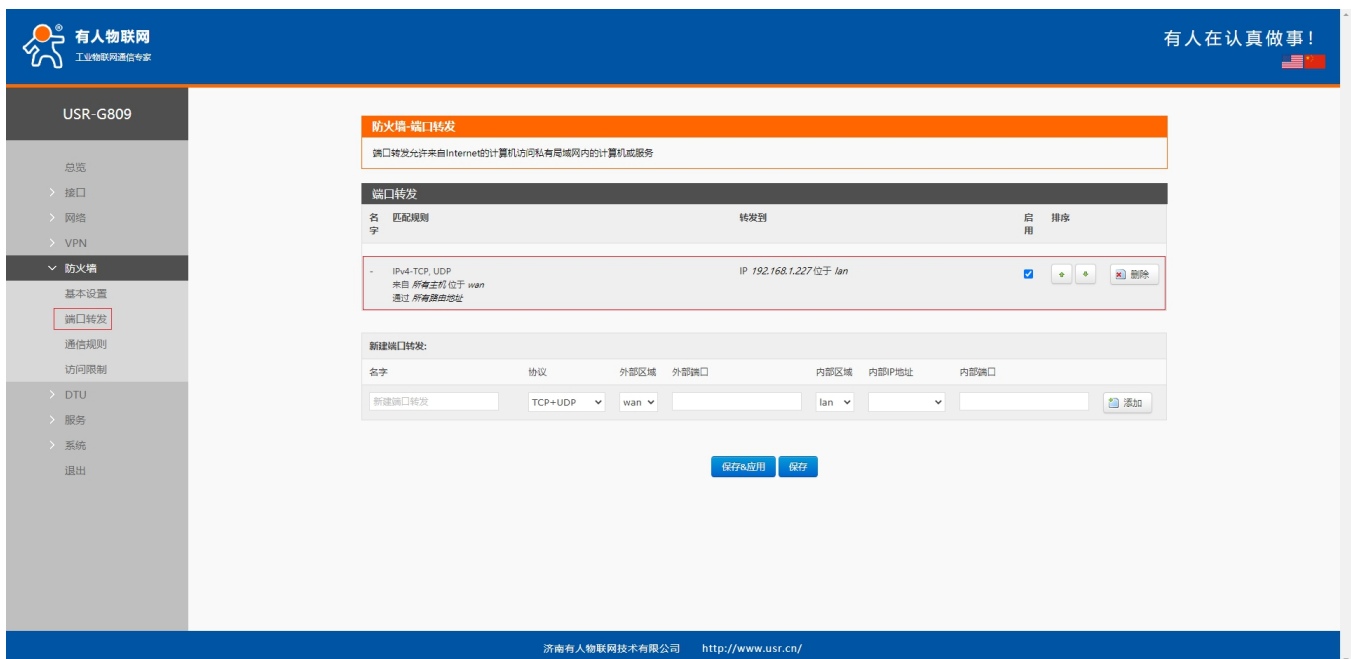 有人物联网
工业物联网通信专家
有人在认真做事！
USR-G809
总览
接口
网络
VPN
防火墙
基本设置
端口转发
通信规则
访问限制
DTU
服务
系统
退出
防火墙-端口转发
端口转发允许来自Internet的计算机访问私有局域网内的计算机或服务
端口转发
名字 匹配规则 转发到 启用 排序
- IPv4-TCP, UDP IP 192.168.1.227 位于 lan 删除
来自 所有主机 位于 wan
通过 所有路由地址
新建端口转发:
名字 协议 外部区域 外部端口 内部区域 内部IP地址 内部端口
新建端口转发 TCP+UDP wan lan 添加
保存&应用 保存
济南有人物联网技术有限公司 http://www.usr.cn/